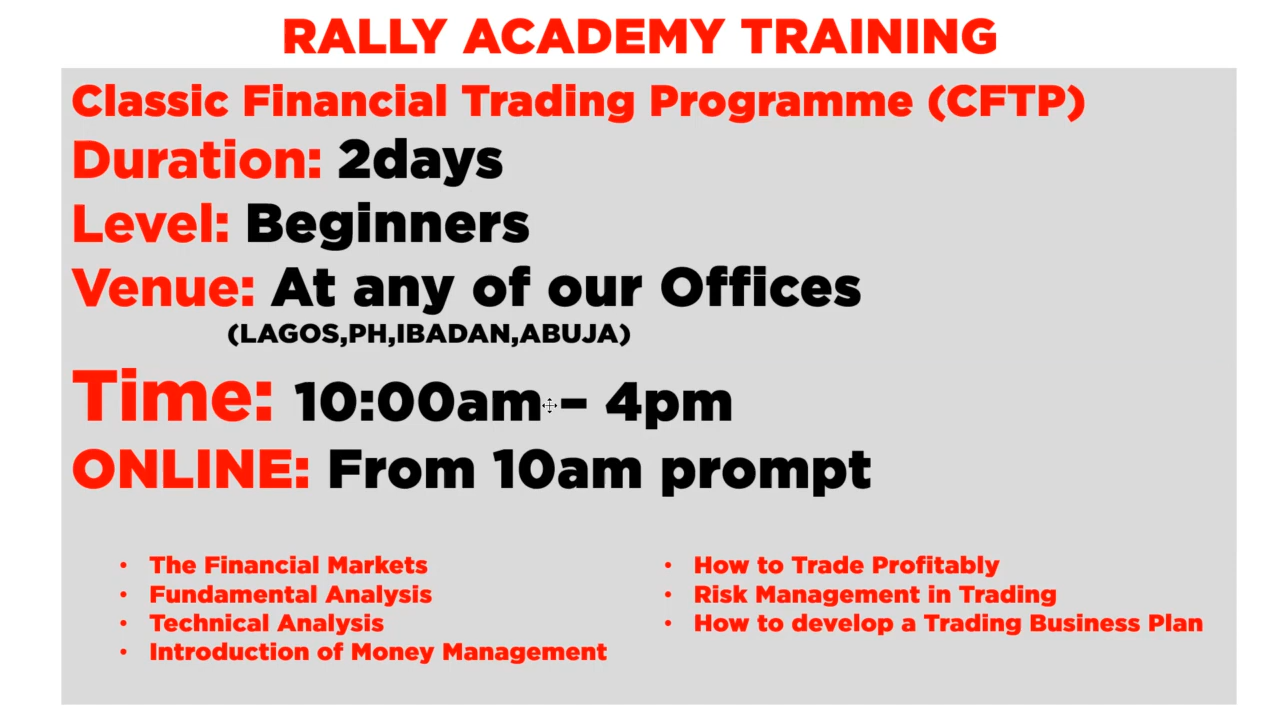 RALLY ACADEMY TRAINING
Classic Financial Trading Programme (CFTP)
Duration: 2days
Level: Beginners
Venue: At any of our Offices
(LAGOS,PH,IBADAN,ABUJA)
Time: 10:00am – 4pm
ONLINE: From 10am prompt
• The Financial Markets
• Fundamental Analysis
• Technical Analysis
• Introduction of Money Management
• How to Trade Profitably
• Risk Management in Trading
• How to develop a Trading Business Plan